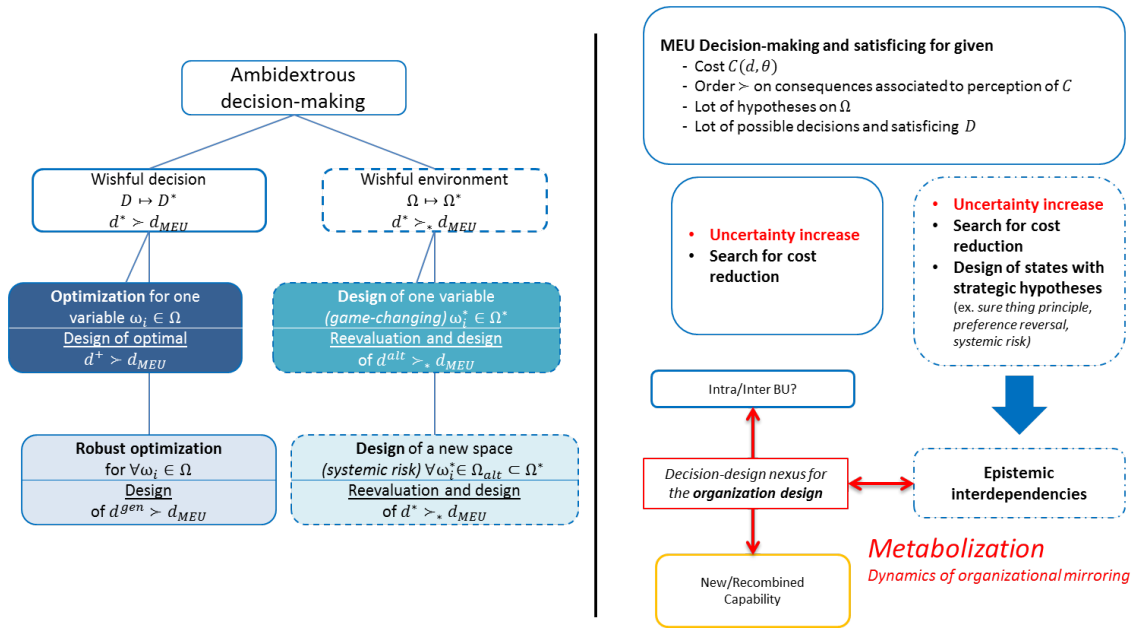 Ambidextrous
decision-making
Wishful decision
D ↦ D*
d* ≻ d_MEU
Wishful environment
Ω ↦ Ω*
d* ≻_* d_MEU
Optimization for one
variable ω_i ∈ Ω
Design of optimal
d⁺ ≻ d_MEU
Design of one variable
(game-changing) ω_i^* ∈ Ω*
Reevaluation and design
of d^alt ≻_* d_MEU
Robust optimization
for ∀ω_i ∈ Ω
Design
of d^gen ≻ d_MEU
Design of a new space
(systemic risk) ∀ω_i^* ∈ Ω_alt ⊂ Ω*
Reevaluation and design
of d* ≻_* d_MEU
MEU Decision-making and satisficing for given
- Cost C(d, θ)
- Order ≻ on consequences associated to perception of C
- Lot of hypotheses on Ω
- Lot of possible decisions and satisficing D
• Uncertainty increase
• Search for cost
reduction
• Uncertainty increase
• Search for cost
reduction
• Design of states with
strategic hypotheses
(ex. sure thing principle,
preference reversal,
systemic risk)
Intra/Inter BU?
Decision-design nexus for
the organization design
Epistemic
interdependencies
New/Recombined
Capability
Metabolization
Dynamics of organizational mirroring